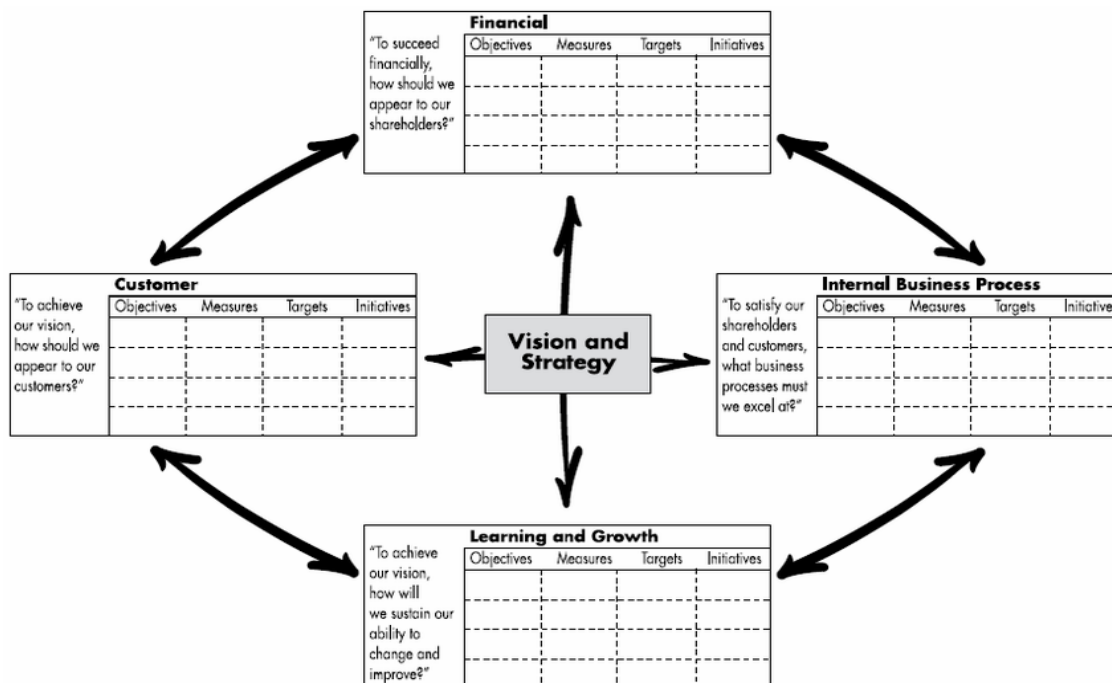 Financial
"To succeed
financially,
how should we
appear to our
shareholders?"
Objectives Measures Targets Initiatives
Customer
"To achieve
our vision,
how should we
appear to our
customers?"
Objectives Measures Targets Initiatives
Vision and
Strategy
Internal Business Process
"To satisfy our
shareholders
and customers,
what business
processes must
we excel at?"
Objectives Measures Targets Initiatives
Learning and Growth
"To achieve
our vision,
how will
we sustain our
ability to
change and
improve?"
Objectives Measures Targets Initiatives